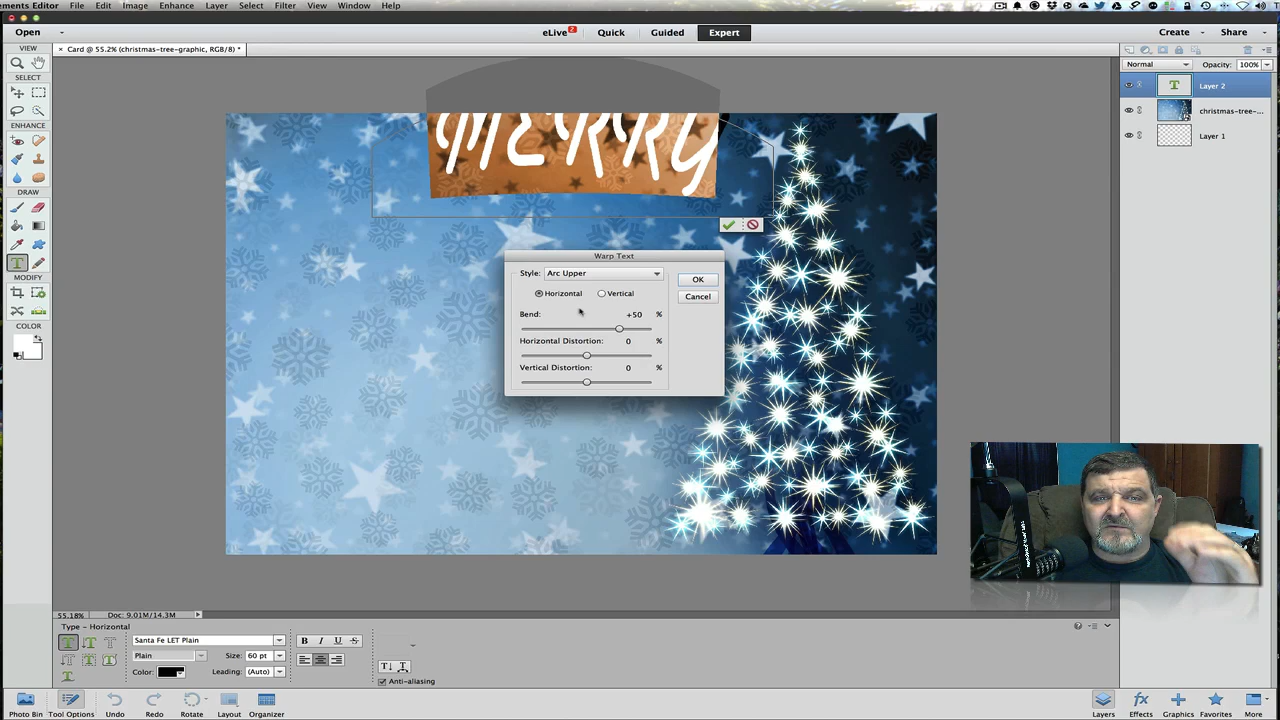 ements Editor File Edit Image Enhance Layer Select Filter View Window Help
Open eLive 2 Quick Guided Expert Create Share
× Card @ 55.2% (christmas-tree-graphic, RGB/8) *
VIEW
SELECT
ENHANCE
DRAW
T
MODIFY
COLOR
MERRY
Warp Text
Style: Arc Upper
OK
Horizontal Vertical
Cancel
Bend: +50 %
Horizontal Distortion: 0 %
Vertical Distortion: 0 %
Normal Opacity: 100%
T Layer 2
christmas-tree-...
Layer 1
55.18% Doc: 9.01M/14.3M
Type - Horizontal
Santa Fe LET Plain B I U S
Plain Size: 60 pt
Color: Leading: (Auto)
Anti-aliasing
Photo Bin Tool Options Undo Redo Rotate Layout Organizer
Layers Effects Graphics Favorites More